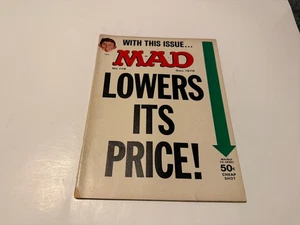 WITH THIS ISSUE...
MAD
LOWERS
ITS
PRICE!
50¢
CHEAP